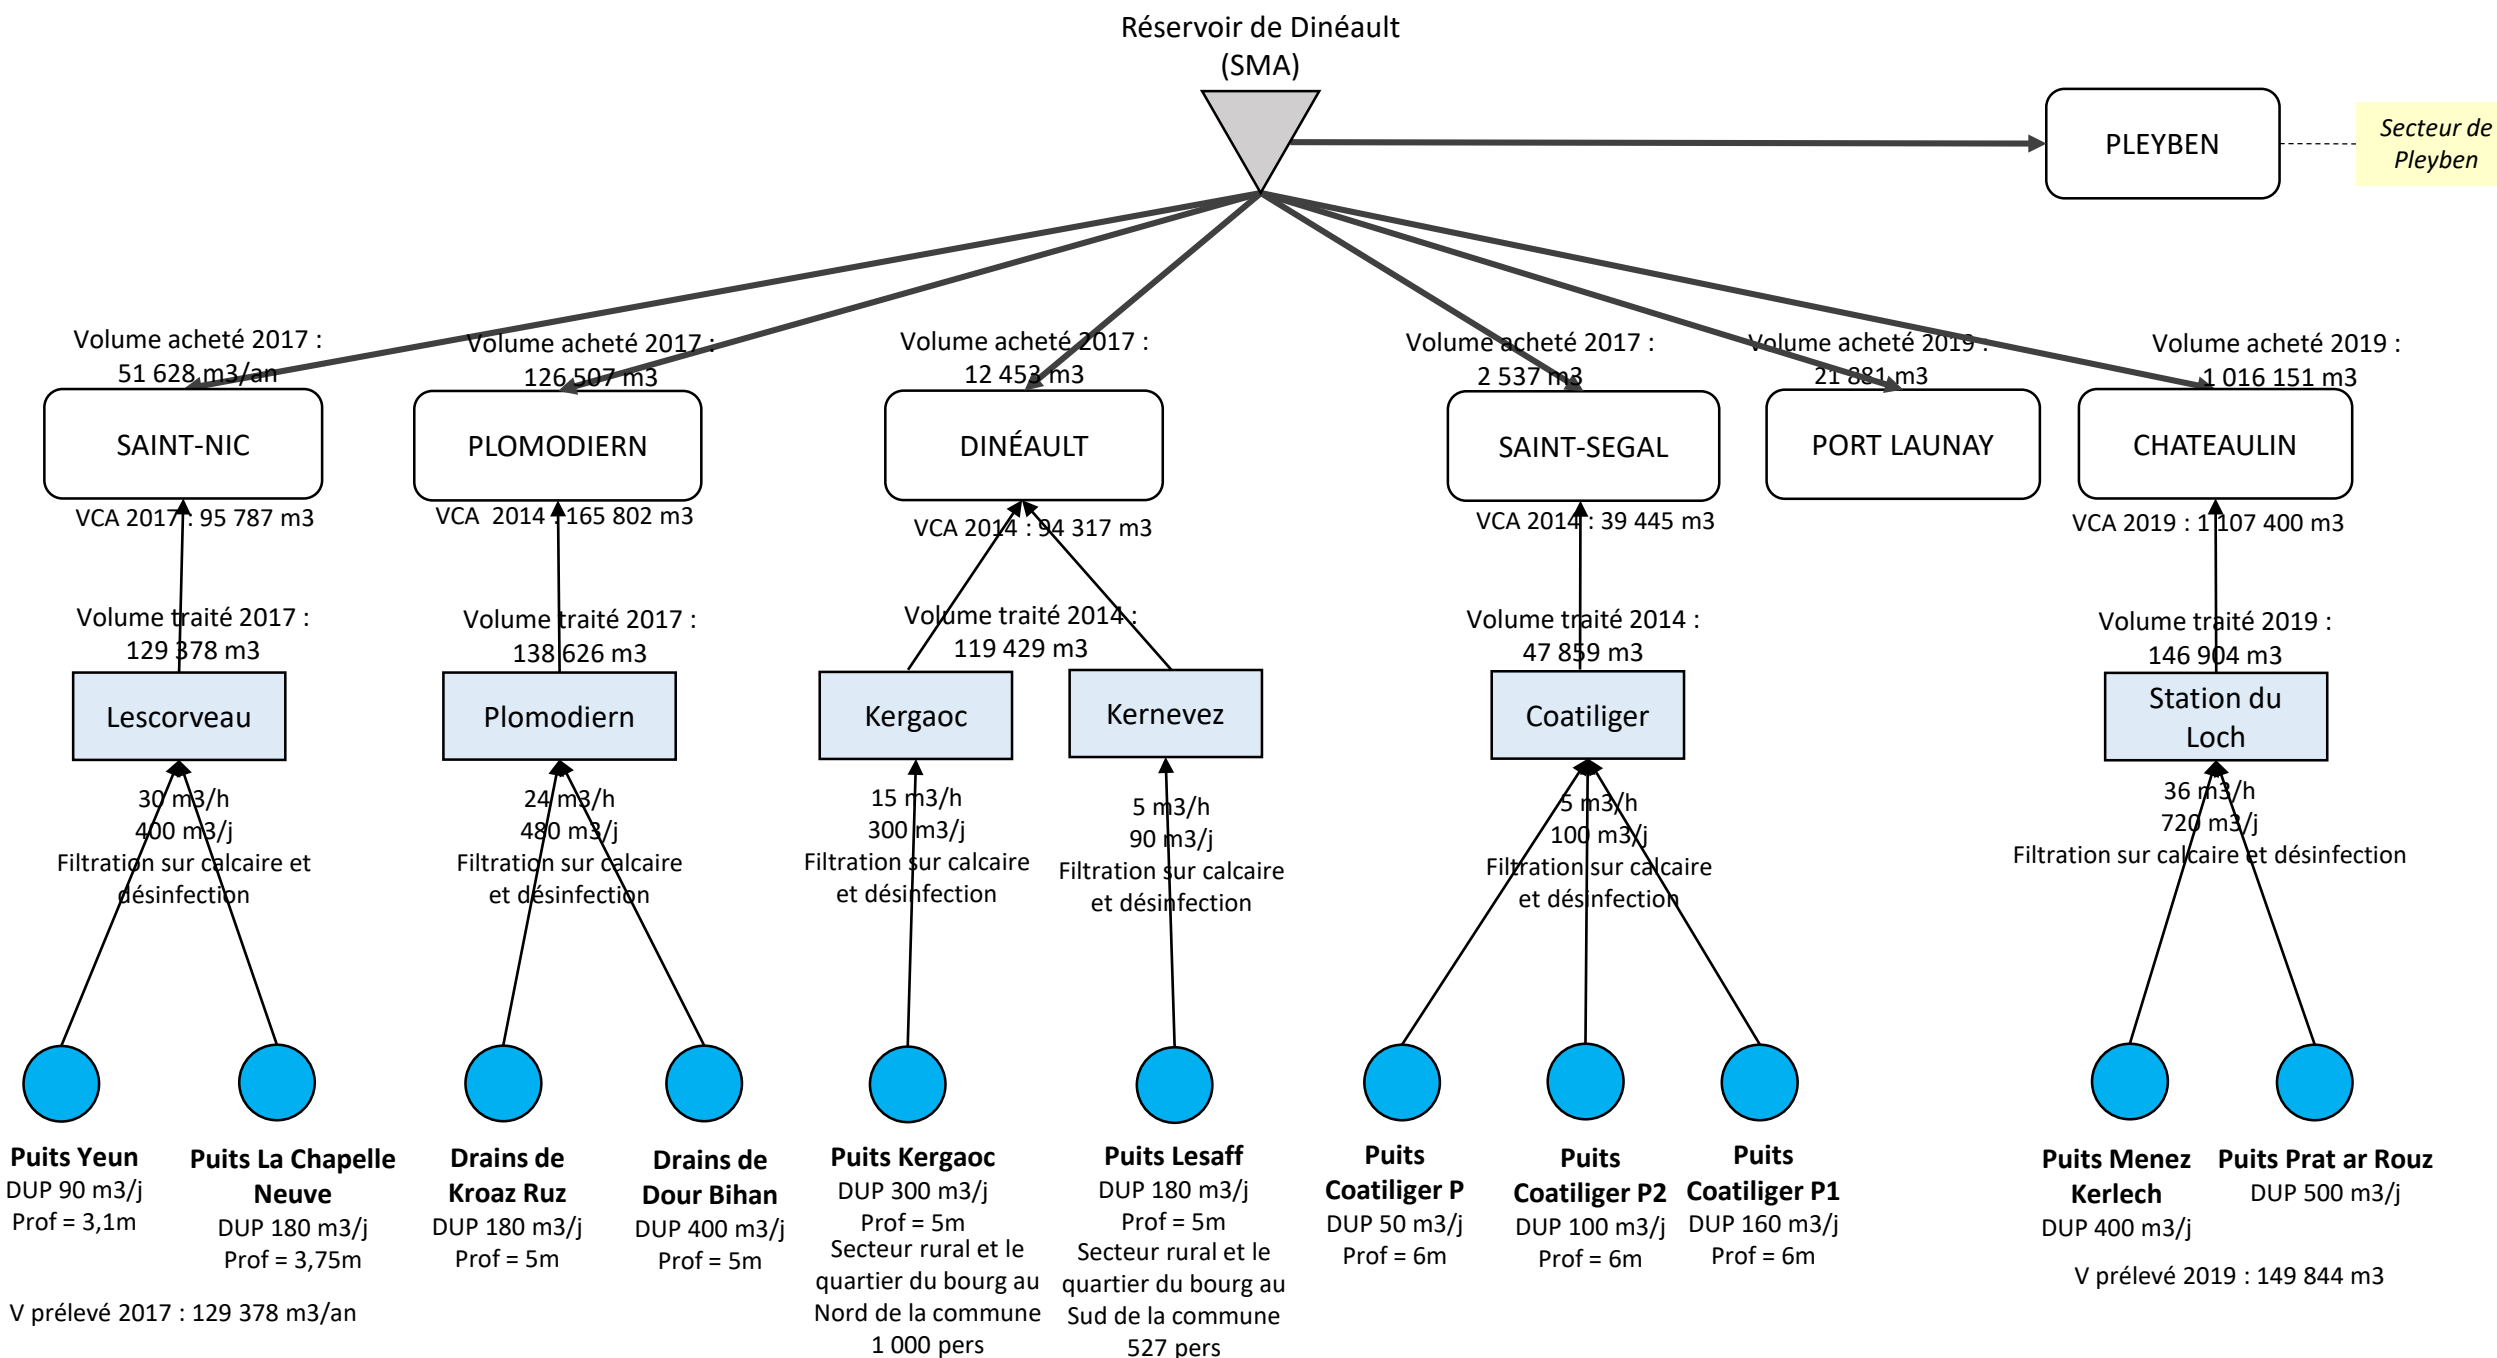 Réservoir de Dinéault
(SMA)
PLEYBEN
Secteur de
Pleyben
Volume acheté 2017 :
51 628 m3/an
Volume acheté 2017 :
126 507 m3
Volume acheté 2017 :
12 453 m3
Volume acheté 2017 :
2 537 m3
Volume acheté 2019 :
21 881 m3
Volume acheté 2019 :
1 016 151 m3
SAINT-NIC
PLOMODIERN
DINÉAULT
SAINT-SEGAL
PORT LAUNAY
CHATEAULIN
VCA 2017 : 95 787 m3
VCA  2014 : 165 802 m3
VCA 2014 : 94 317 m3
VCA 2014 : 39 445 m3
VCA 2019 : 1 107 400 m3
Volume traité 2017 :
129 378 m3
Volume traité 2017 :
138 626 m3
Volume traité 2014 :
119 429 m3
Volume traité 2014 :
47 859 m3
Volume traité 2019 :
146 904 m3
Lescorveau
Plomodiern
Kergaoc
Kernevez
Coatiliger
Station du
Loch
30 m3/h
400 m3/j
Filtration sur calcaire et
désinfection
24 m3/h
480 m3/j
Filtration sur calcaire
et désinfection
15 m3/h
300 m3/j
Filtration sur calcaire
et désinfection
5 m3/h
90 m3/j
Filtration sur calcaire
et désinfection
5 m3/h
100 m3/j
Filtration sur calcaire
et désinfection
36 m3/h
720 m3/j
Filtration sur calcaire et désinfection
Puits Yeun
DUP 90 m3/j
Prof = 3,1m
Puits La Chapelle
Neuve
DUP 180 m3/j
Prof = 3,75m
Drains de
Kroaz Ruz
DUP 180 m3/j
Prof = 5m
Drains de
Dour Bihan
DUP 400 m3/j
Prof = 5m
Puits Kergaoc
DUP 300 m3/j
Prof = 5m
Secteur rural et le
quartier du bourg au
Nord de la commune
1 000 pers
Puits Lesaff
DUP 180 m3/j
Prof = 5m
Secteur rural et le
quartier du bourg au
Sud de la commune
527 pers
Puits
Coatiliger P
DUP 50 m3/j
Prof = 6m
Puits
Coatiliger P2
DUP 100 m3/j
Prof = 6m
Puits
Coatiliger P1
DUP 160 m3/j
Prof = 6m
Puits Menez
Kerlech
DUP 400 m3/j
Puits Prat ar Rouz
DUP 500 m3/j
V prélevé 2019 : 149 844 m3
V prélevé 2017 : 129 378 m3/an